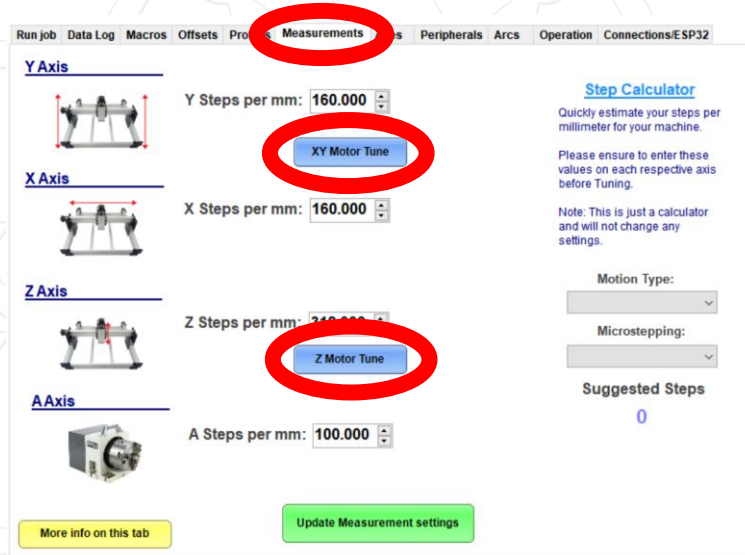 Run job Data Log Macros Offsets Measurements Peripherals Arcs Operation Connections/ESP32
Y Axis
Y Steps per mm: 160.000
XY Motor Tune
X Axis
X Steps per mm: 160.000
Z Axis
Z Steps per mm:
Z Motor Tune
A Axis
A Steps per mm: 100.000
More info on this tab
Update Measurement settings
Step Calculator
Quickly estimate your steps per
millimeter for your machine.
Please ensure to enter these
values on each respective axis
before Tuning.
Note: This is just a calculator
and will not change any
settings.
Motion Type:
Microstepping:
Suggested Steps
0